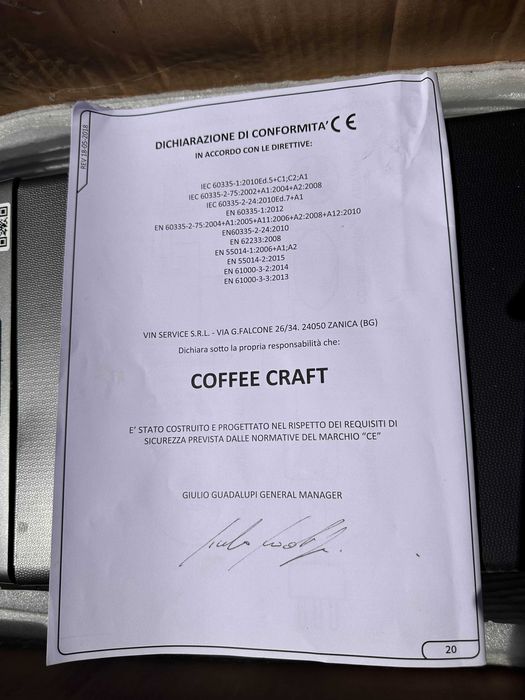 REV 18-05-2018
DICHIARAZIONE DI CONFORMITA' CE
IN ACCORDO CON LE DIRETTIVE:
IEC 60335-1:2010Ed.5+C1;C2;A1
IEC 60335-2-75:2002+A1:2004+A2:2008
IEC 60335-2-24:2010Ed.7+A1
EN 60335-1:2012
EN 60335-2-75:2004+A1:2005+A11:2006+A2:2008+A12:2010
EN60335-2-24:2010
EN 62233:2008
EN 55014-1:2006+A1;A2
EN 55014-2:2015
EN 61000-3-2:2014
EN 61000-3-3:2013
VIN SERVICE S.R.L. - VIA G.FALCONE 26/34. 24050 ZANICA (BG)
Dichiara sotto la propria responsabilità che:
COFFEE CRAFT
E' STATO COSTRUITO E PROGETTATO NEL RISPETTO DEI REQUISITI DI
SICUREZZA PREVISTA DALLE NORMATIVE DEL MARCHIO "CE"
GIULIO GUADALUPI GENERAL MANAGER
20